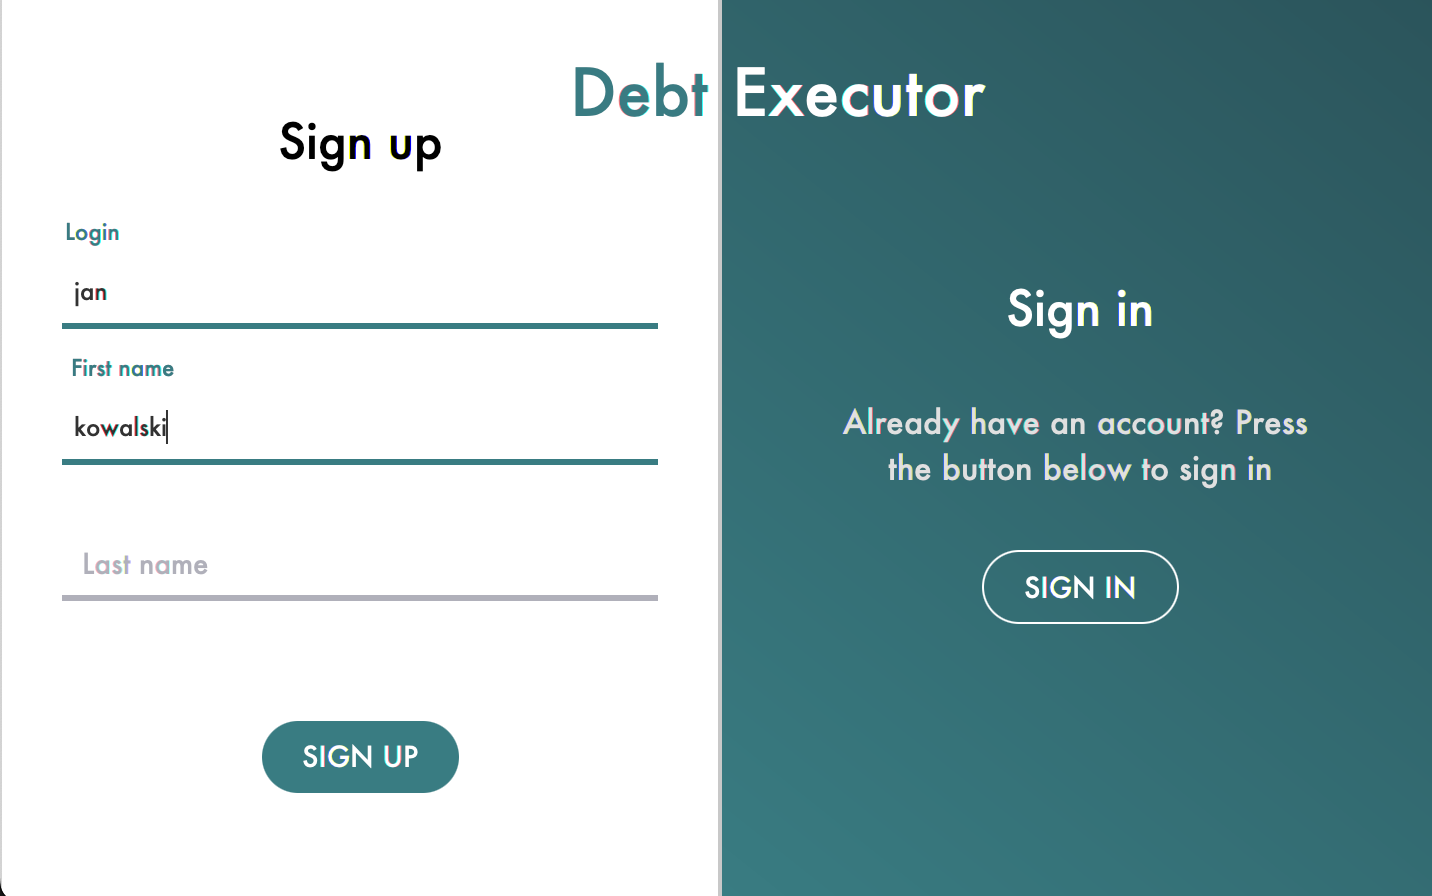 Debt Executor
Sign up
Login
jan
First name
kowalski
Last name
SIGN UP
Sign in
Already have an account? Press
the button below to sign in
SIGN IN